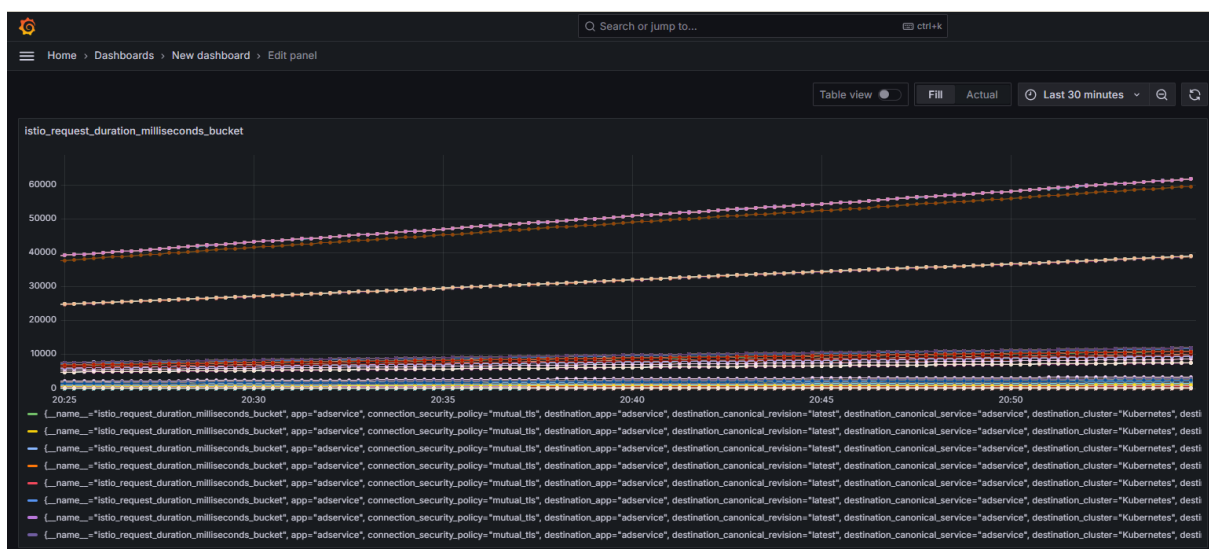 Search or jump to... ctrl+k
Home > Dashboards > New dashboard > Edit panel
Table view Fill Actual Last 30 minutes
istio_request_duration_milliseconds_bucket
60000
50000
40000
30000
20000
10000
0
20:25 20:30 20:35 20:40 20:45 20:50
{__name__="istio_request_duration_milliseconds_bucket", app="adservice", connection_security_policy="mutual_tls", destination_app="adservice", destination_canonical_revision="latest", destination_canonical_service="adservice", destination_cluster="Kubernetes", desti
{__name__="istio_request_duration_milliseconds_bucket", app="adservice", connection_security_policy="mutual_tls", destination_app="adservice", destination_canonical_revision="latest", destination_canonical_service="adservice", destination_cluster="Kubernetes", desti
{__name__="istio_request_duration_milliseconds_bucket", app="adservice", connection_security_policy="mutual_tls", destination_app="adservice", destination_canonical_revision="latest", destination_canonical_service="adservice", destination_cluster="Kubernetes", desti
{__name__="istio_request_duration_milliseconds_bucket", app="adservice", connection_security_policy="mutual_tls", destination_app="adservice", destination_canonical_revision="latest", destination_canonical_service="adservice", destination_cluster="Kubernetes", desti
{__name__="istio_request_duration_milliseconds_bucket", app="adservice", connection_security_policy="mutual_tls", destination_app="adservice", destination_canonical_revision="latest", destination_canonical_service="adservice", destination_cluster="Kubernetes", desti
{__name__="istio_request_duration_milliseconds_bucket", app="adservice", connection_security_policy="mutual_tls", destination_app="adservice", destination_canonical_revision="latest", destination_canonical_service="adservice", destination_cluster="Kubernetes", desti
{__name__="istio_request_duration_milliseconds_bucket", app="adservice", connection_security_policy="mutual_tls", destination_app="adservice", destination_canonical_revision="latest", destination_canonical_service="adservice", destination_cluster="Kubernetes", desti
{__name__="istio_request_duration_milliseconds_bucket", app="adservice", connection_security_policy="mutual_tls", destination_app="adservice", destination_canonical_revision="latest", destination_canonical_service="adservice", destination_cluster="Kubernetes", desti